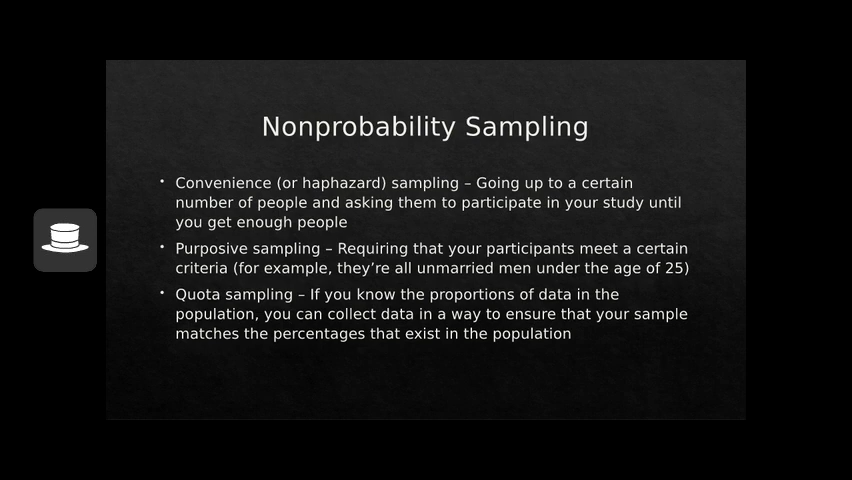 Nonprobability Sampling
• Convenience (or haphazard) sampling – Going up to a certain
number of people and asking them to participate in your study until
you get enough people
• Purposive sampling – Requiring that your participants meet a certain
criteria (for example, they’re all unmarried men under the age of 25)
• Quota sampling – If you know the proportions of data in the
population, you can collect data in a way to ensure that your sample
matches the percentages that exist in the population